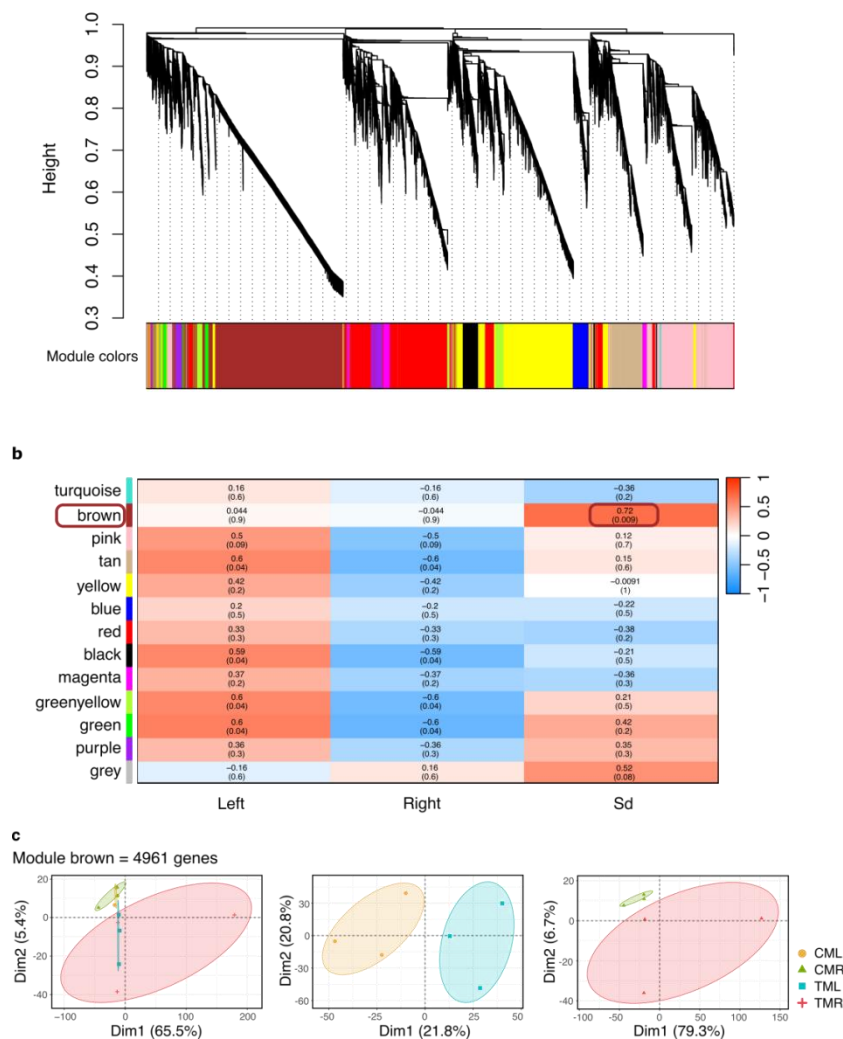 1.0
0.9
0.8
0.7
0.6
0.5
0.4
0.3
Height
Module colors
b
turquoise 0.16 (0.6) −0.16 (0.6) −0.36 (0.2)
brown 0.044 (0.9) −0.044 (0.9) 0.72 (0.009)
pink 0.5 (0.09) −0.5 (0.09) 0.12 (0.7)
tan 0.6 (0.04) −0.6 (0.04) 0.15 (0.6)
yellow 0.42 (0.2) −0.42 (0.2) −0.0091 (1)
blue 0.2 (0.5) −0.2 (0.5) −0.22 (0.5)
red 0.33 (0.3) −0.33 (0.3) −0.38 (0.2)
black 0.59 (0.04) −0.59 (0.04) −0.21 (0.5)
magenta 0.37 (0.2) −0.37 (0.2) −0.36 (0.3)
greenyellow 0.6 (0.04) −0.6 (0.04) 0.21 (0.5)
green 0.6 (0.04) −0.6 (0.04) 0.42 (0.2)
purple 0.36 (0.3) −0.36 (0.3) 0.35 (0.3)
grey −0.16 (0.6) 0.16 (0.6) 0.52 (0.08)
Left Right Sd
−1 −0.5 0 0.5 1
c
Module brown = 4961 genes
Dim2 (5.4%)
20
0
-20
-40
-100 0 100 200
Dim1 (65.5%)
Dim2 (20.8%)
30
0
-30
-60
-50 -25 0 25 50
Dim1 (21.8%)
Dim2 (6.7%)
20
0
-20
-40
-100 -50 0 50 100 150
Dim1 (79.3%)
CML
CMR
TML
TMR